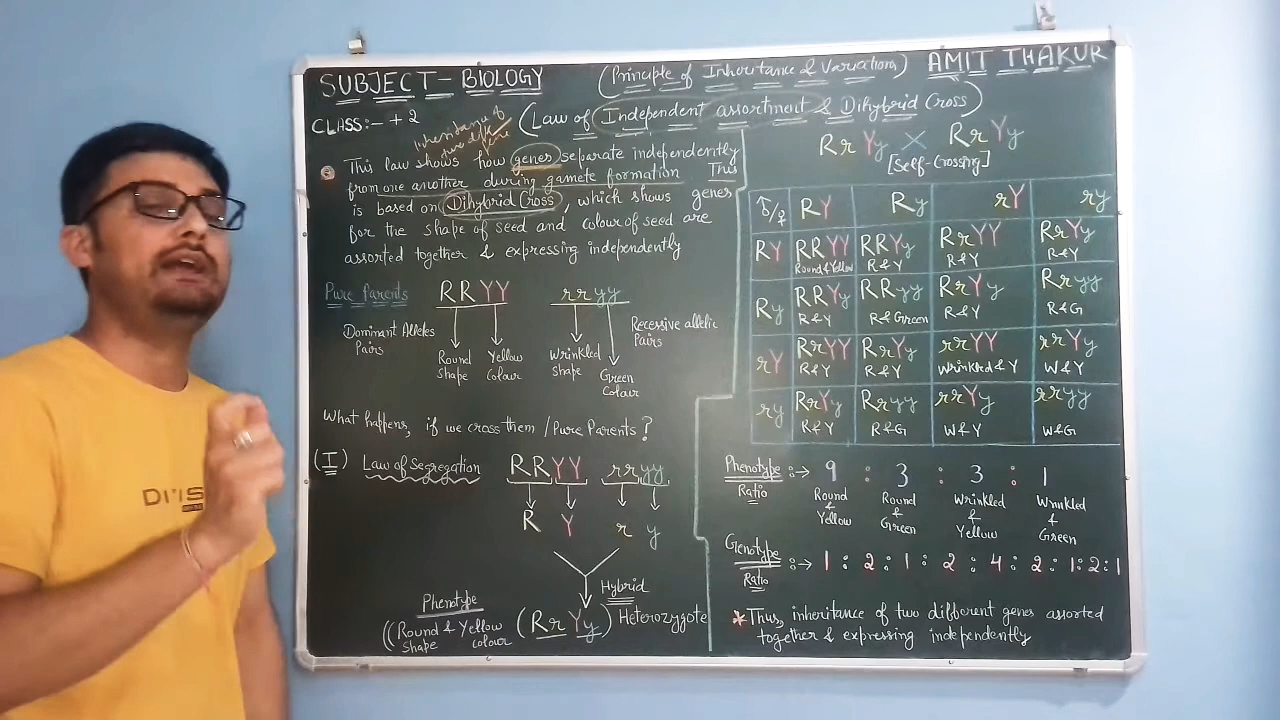 SUBJECT- BIOLOGY (Principle of Inheritance & Variations) AMIT THAKUR
CLASS:- +2 (Law of Independent assortment & Dihybrid Cross)
Inheritance of
This law shows how genes separate independently
from one another during gamete formation This
is based on Dihybrid Cross, which shows genes
for the shape of seed and colour of seed are
assorted together & expressing independently
Pure Parents RRYY rryy
Dominant Alleles
Pairs
Recessive allelic
Pairs
Round
Shape
Yellow
Colour
Wrinkled
Shape
Green
Colour
What happens, if we cross them / Pure Parents?
(I) Law of Segregation RRYY rryy
R Y r y
Hybrid
Phenotype
((Round & Yellow (RrYy) Heterozygote
shape colour
RrYy X RrYy
[Self-Crossing]
♂/♀ RY Ry rY ry
RY RRYY RRYy RrYY RrYy
Round & Yellow R&Y R&Y R&Y
Ry RRYy RRyy RrYy Rryy
R&Y R&Green R&Y R&G
rY RrYY RrYy rrYY rrYy
R&Y R&Y Wrinkled & Y W&Y
ry RrYy Rryy rrYy rryy
R&Y R&G W&Y W&G
Phenotype :→ 9 : 3 : 3 : 1
Ratio
Round
&
Yellow
Round
&
Green
Wrinkled
&
Yellow
Wrinkled
&
Green
Genotype :→ 1 : 2 : 1 : 2 : 4 : 2 : 1 : 2 : 1
Ratio
*Thus, inheritance of two different genes assorted
together & expressing independently